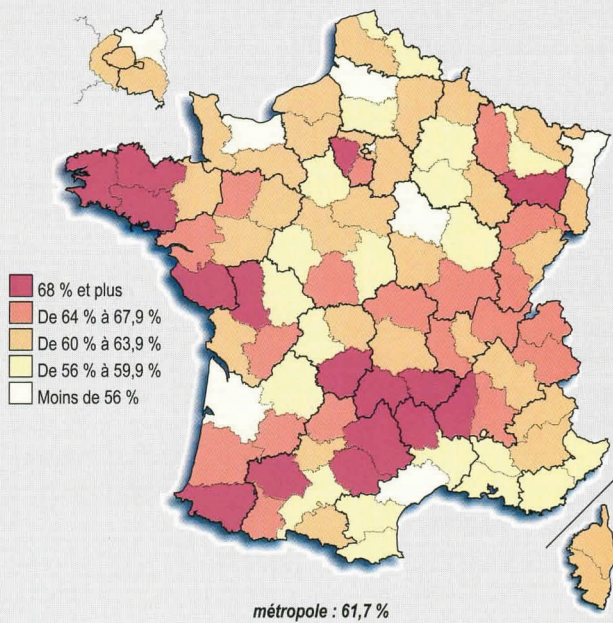 68 % et plus
De 64 % à 67,9 %
De 60 % à 63,9 %
De 56 % à 59,9 %
Moins de 56 %
métropole : 61,7 %